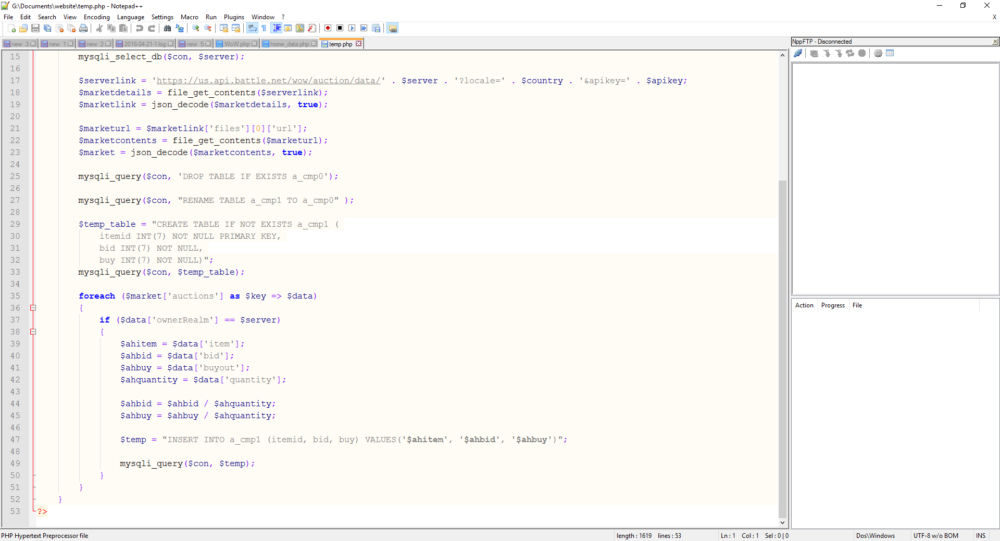 G:\Documents\website\temp.php - Notepad++
File Edit Search View Encoding Language Settings Macro Run Plugins Window ? X
new 3 new 1 new 2 2016-04-21-1.log new 5 WoW.php home_data.php temp.php
15 mysqli_select_db($con, $server);
16
17 $serverlink = 'https://us.api.battle.net/wow/auction/data/' . $server . '?locale=' . $country . '&apikey=' . $apikey;
18 $marketdetails = file_get_contents($serverlink);
19 $marketlink = json_decode($marketdetails, true);
20
21 $marketurl = $marketlink['files'][0]['url'];
22 $marketcontents = file_get_contents($marketurl);
23 $market = json_decode($marketcontents, true);
24
25 mysqli_query($con, 'DROP TABLE IF EXISTS a_cmp0');
26
27 mysqli_query($con, "RENAME TABLE a_cmp1 TO a_cmp0" );
28
29 $temp_table = "CREATE TABLE IF NOT EXISTS a_cmp1 (
30 itemid INT(7) NOT NULL PRIMARY KEY,
31 bid INT(7) NOT NULL,
32 buy INT(7) NOT NULL)";
33 mysqli_query($con, $temp_table);
34
35 foreach ($market['auctions'] as $key => $data)
36 {
37 if ($data['ownerRealm'] == $server)
38 {
39 $ahitem = $data['item'];
40 $ahbid = $data['bid'];
41 $ahbuy = $data['buyout'];
42 $ahquantity = $data['quantity'];
43
44 $ahbid = $ahbid / $ahquantity;
45 $ahbuy = $ahbuy / $ahquantity;
46
47 $temp = "INSERT INTO a_cmp1 (itemid, bid, buy) VALUES('$ahitem', '$ahbid', '$ahbuy')";
48
49 mysqli_query($con, $temp);
50 }
51 }
52 }
53 ?>
NppFTP - Disconnected
Action Progress File
PHP Hypertext Preprocessor file length : 1619 lines : 53 Ln : 1 Col : 1 Sel : 0 | 0 Dos\Windows UTF-8 w/o BOM INS